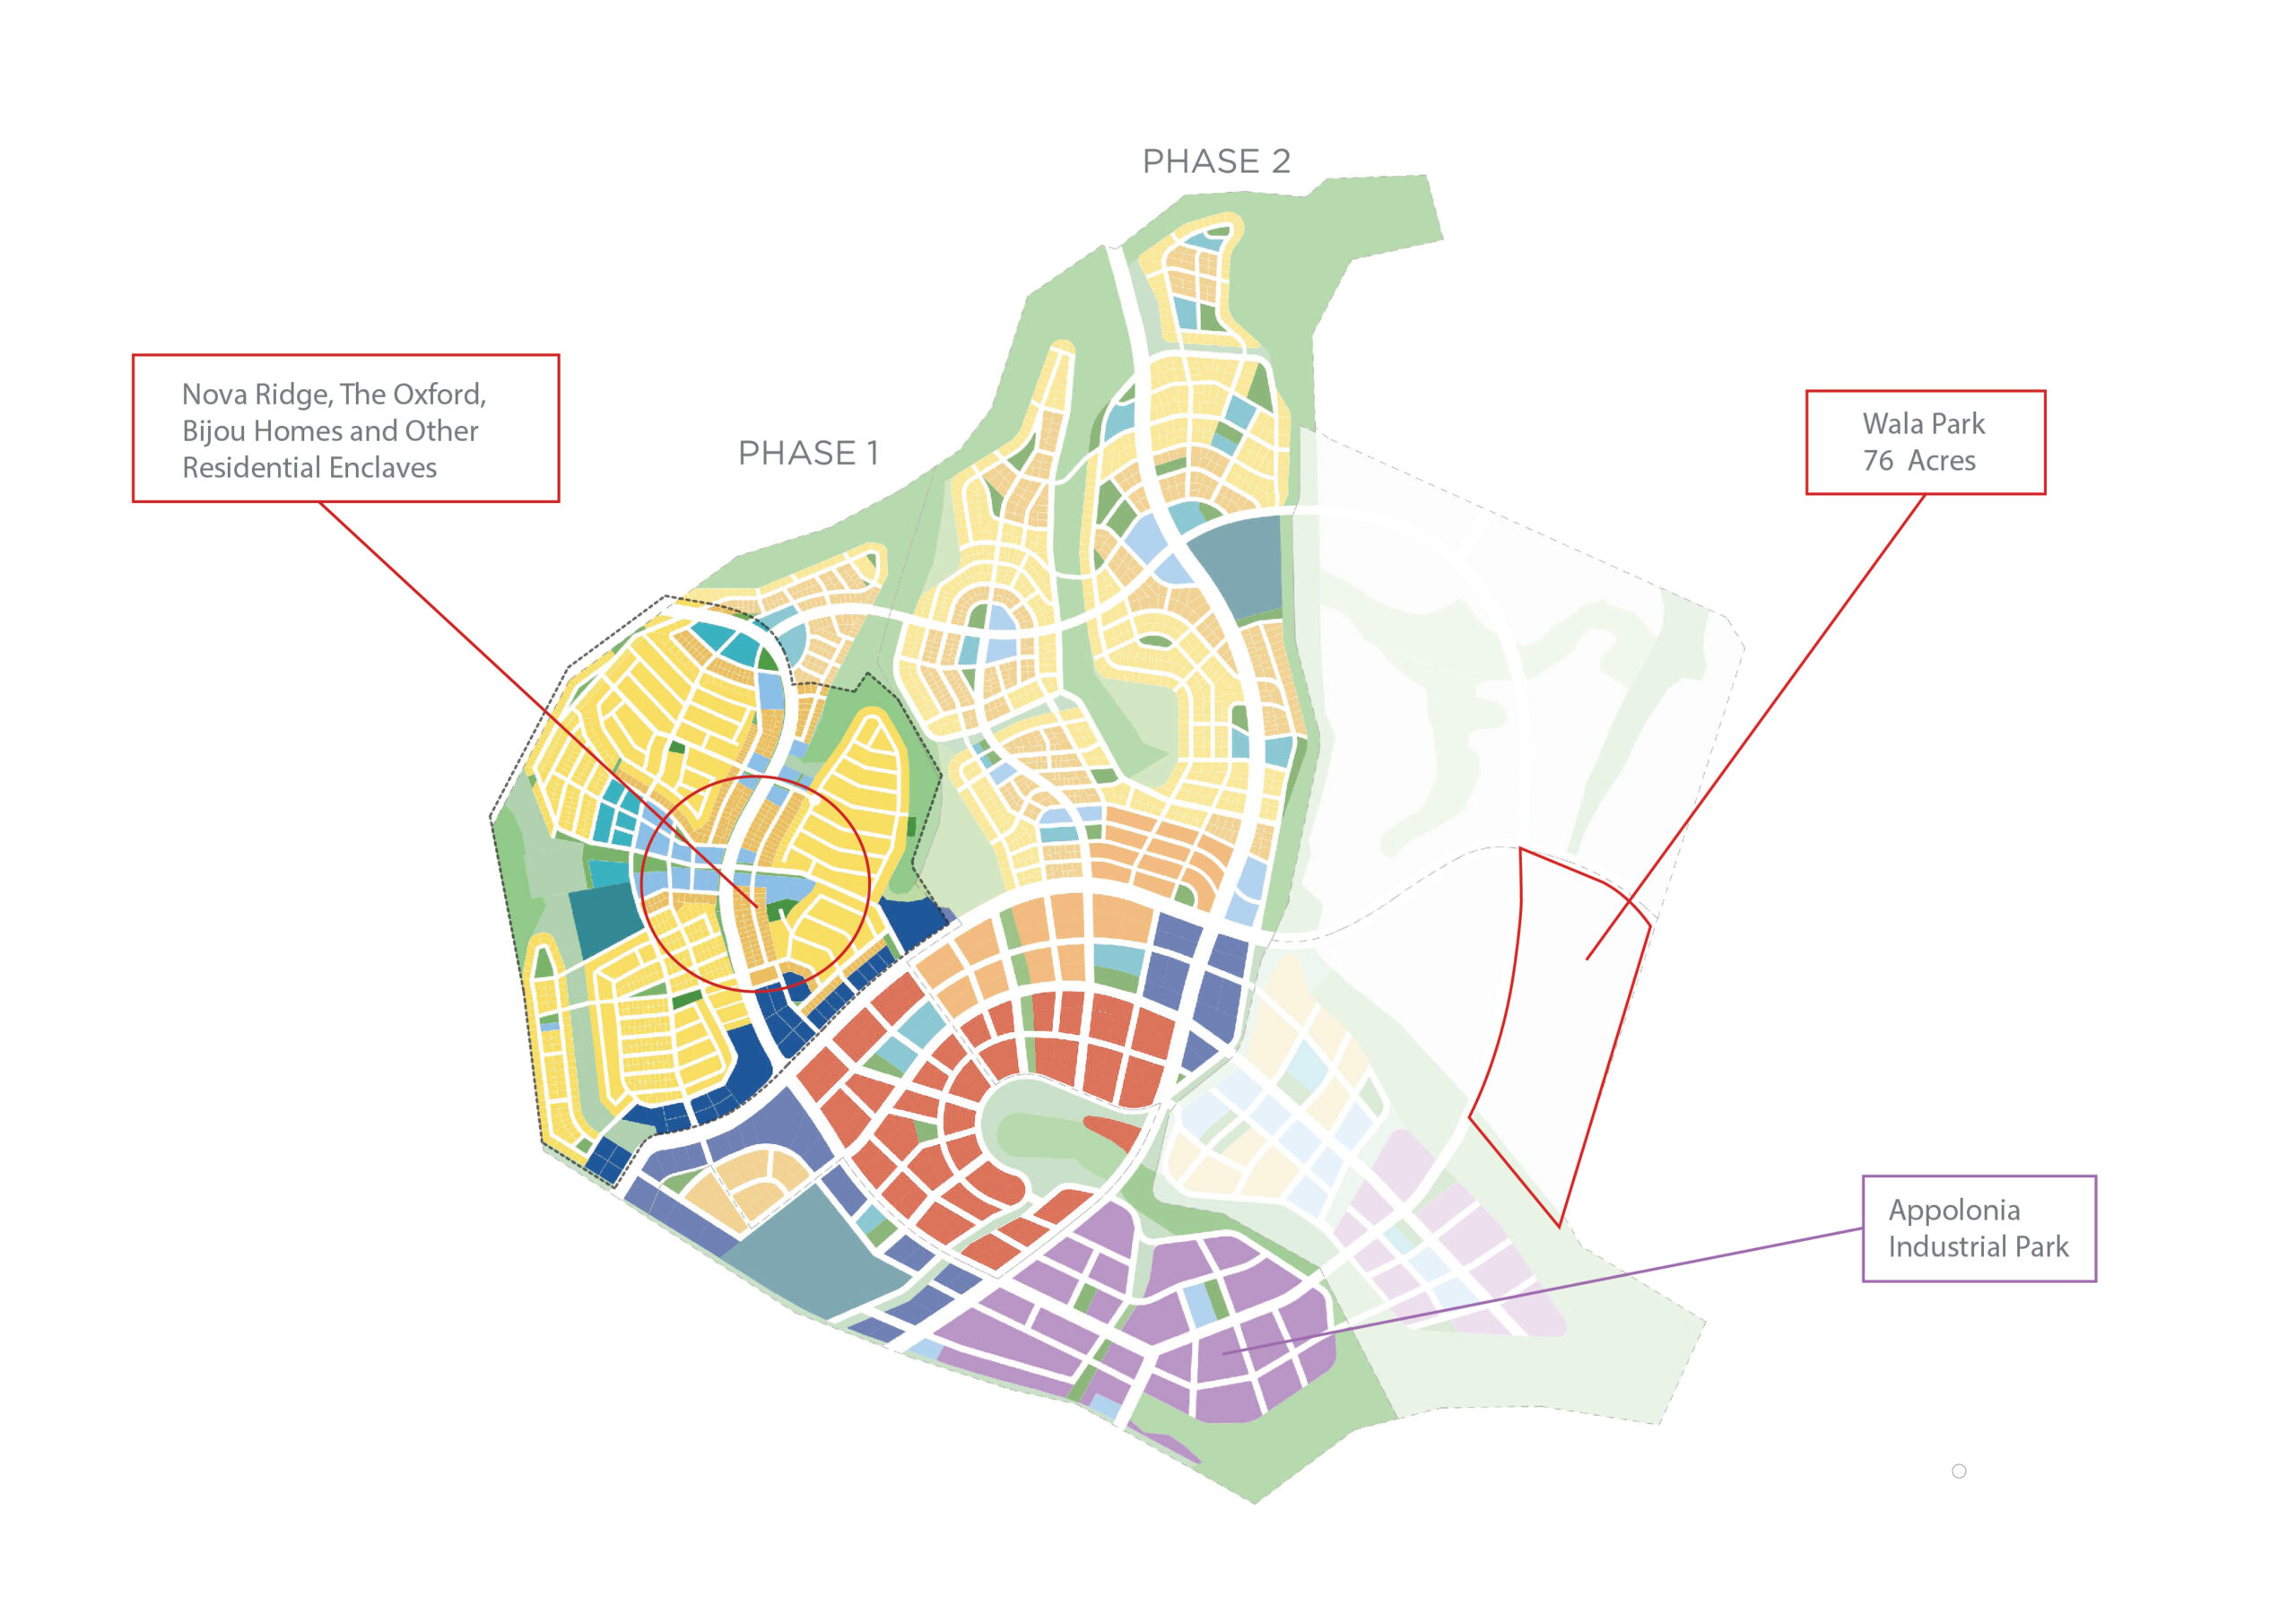 PHASE 2
PHASE 1
Nova Ridge, The Oxford,
Bijou Homes and Other
Residential Enclaves
Wala Park
76 Acres
Appolonia
Industrial Park